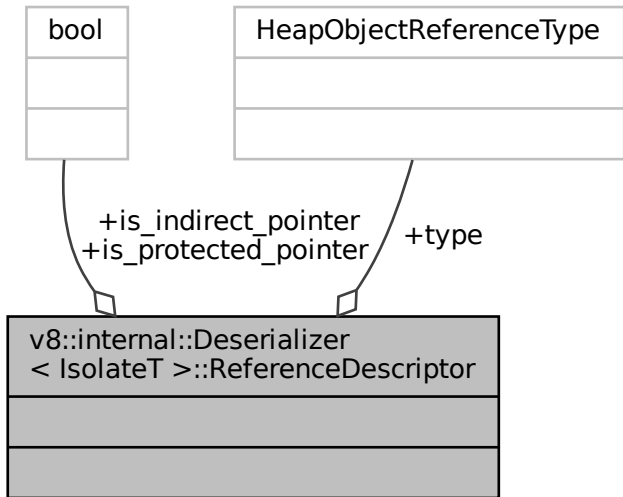 bool
HeapObjectReferenceType
+is_indirect_pointer
+is_protected_pointer
+type
v8::internal::Deserializer
< IsolateT >::ReferenceDescriptor